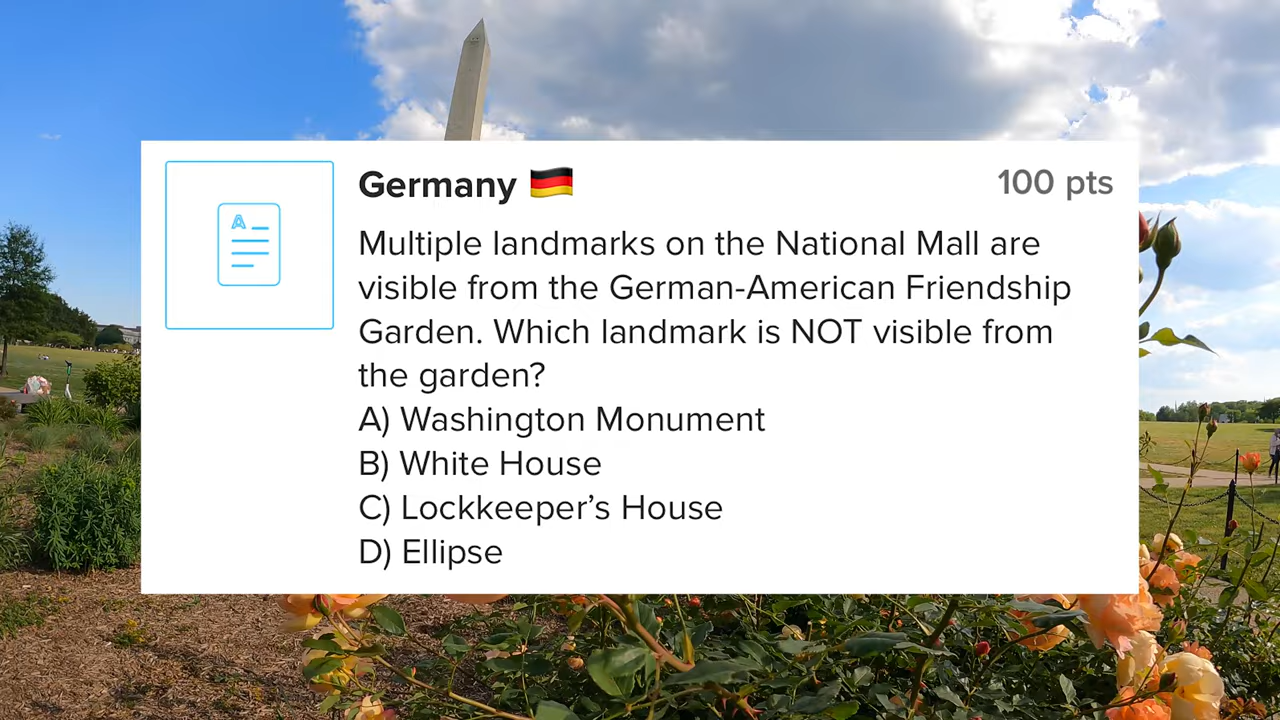 Germany 🇩🇪 100 pts
Multiple landmarks on the National Mall are
visible from the German-American Friendship
Garden. Which landmark is NOT visible from
the garden?
A) Washington Monument
B) White House
C) Lockkeeper’s House
D) Ellipse